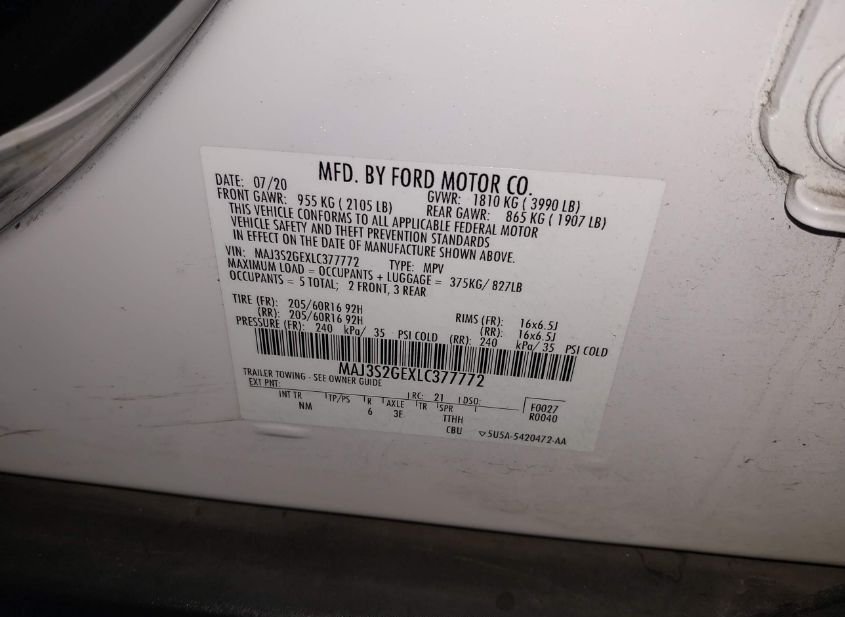 MFD. BY FORD MOTOR CO.
DATE: 07/20 GVWR: 1810 KG ( 3990 LB)
FRONT GAWR: 955 KG ( 2105 LB) REAR GAWR: 865 KG ( 1907 LB)
THIS VEHICLE CONFORMS TO ALL APPLICABLE FEDERAL MOTOR
VEHICLE SAFETY AND THEFT PREVENTION STANDARDS
IN EFFECT ON THE DATE OF MANUFACTURE SHOWN ABOVE.
VIN: MAJ3S2GEXLC377772 TYPE: MPV
MAXIMUM LOAD = OCCUPANTS + LUGGAGE = 375KG/ 827LB
OCCUPANTS = 5 TOTAL; 2 FRONT, 3 REAR
TIRE (FR): 205/60R16 92H RIMS (FR): 16x6.5J
(RR): 205/60R16 92H (RR): 16x6.5J
PRESSURE (FR): 240 kPa/ 35 PSI COLD (RR): 240 kPa/ 35 PSI COLD
MAJ3S2GEXLC377772
TRAILER TOWING - SEE OWNER GUIDE
EXT PNT: RC: 21 DSO: F0027
INT TR TP/PS R AXLE TR SPR R0040
NM 6 3E TTHH
CBU ▽5U5A-5420472-AA